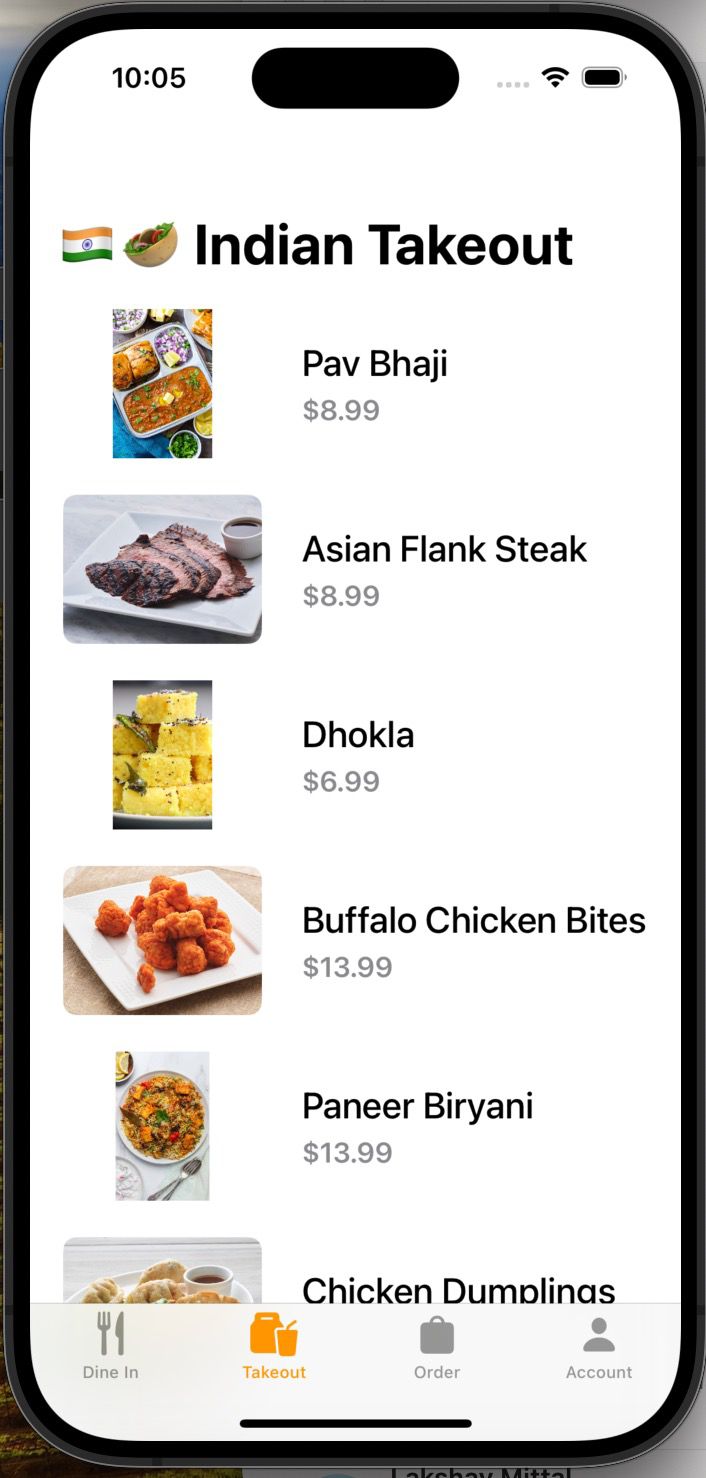 10:05
🇮🇳 🥙 Indian Takeout
Pav Bhaji
$8.99
Asian Flank Steak
$8.99
Dhokla
$6.99
Buffalo Chicken Bites
$13.99
Paneer Biryani
$13.99
Chicken Dumplings
Dine In
Takeout
Order
Account
Lakshay Mittal